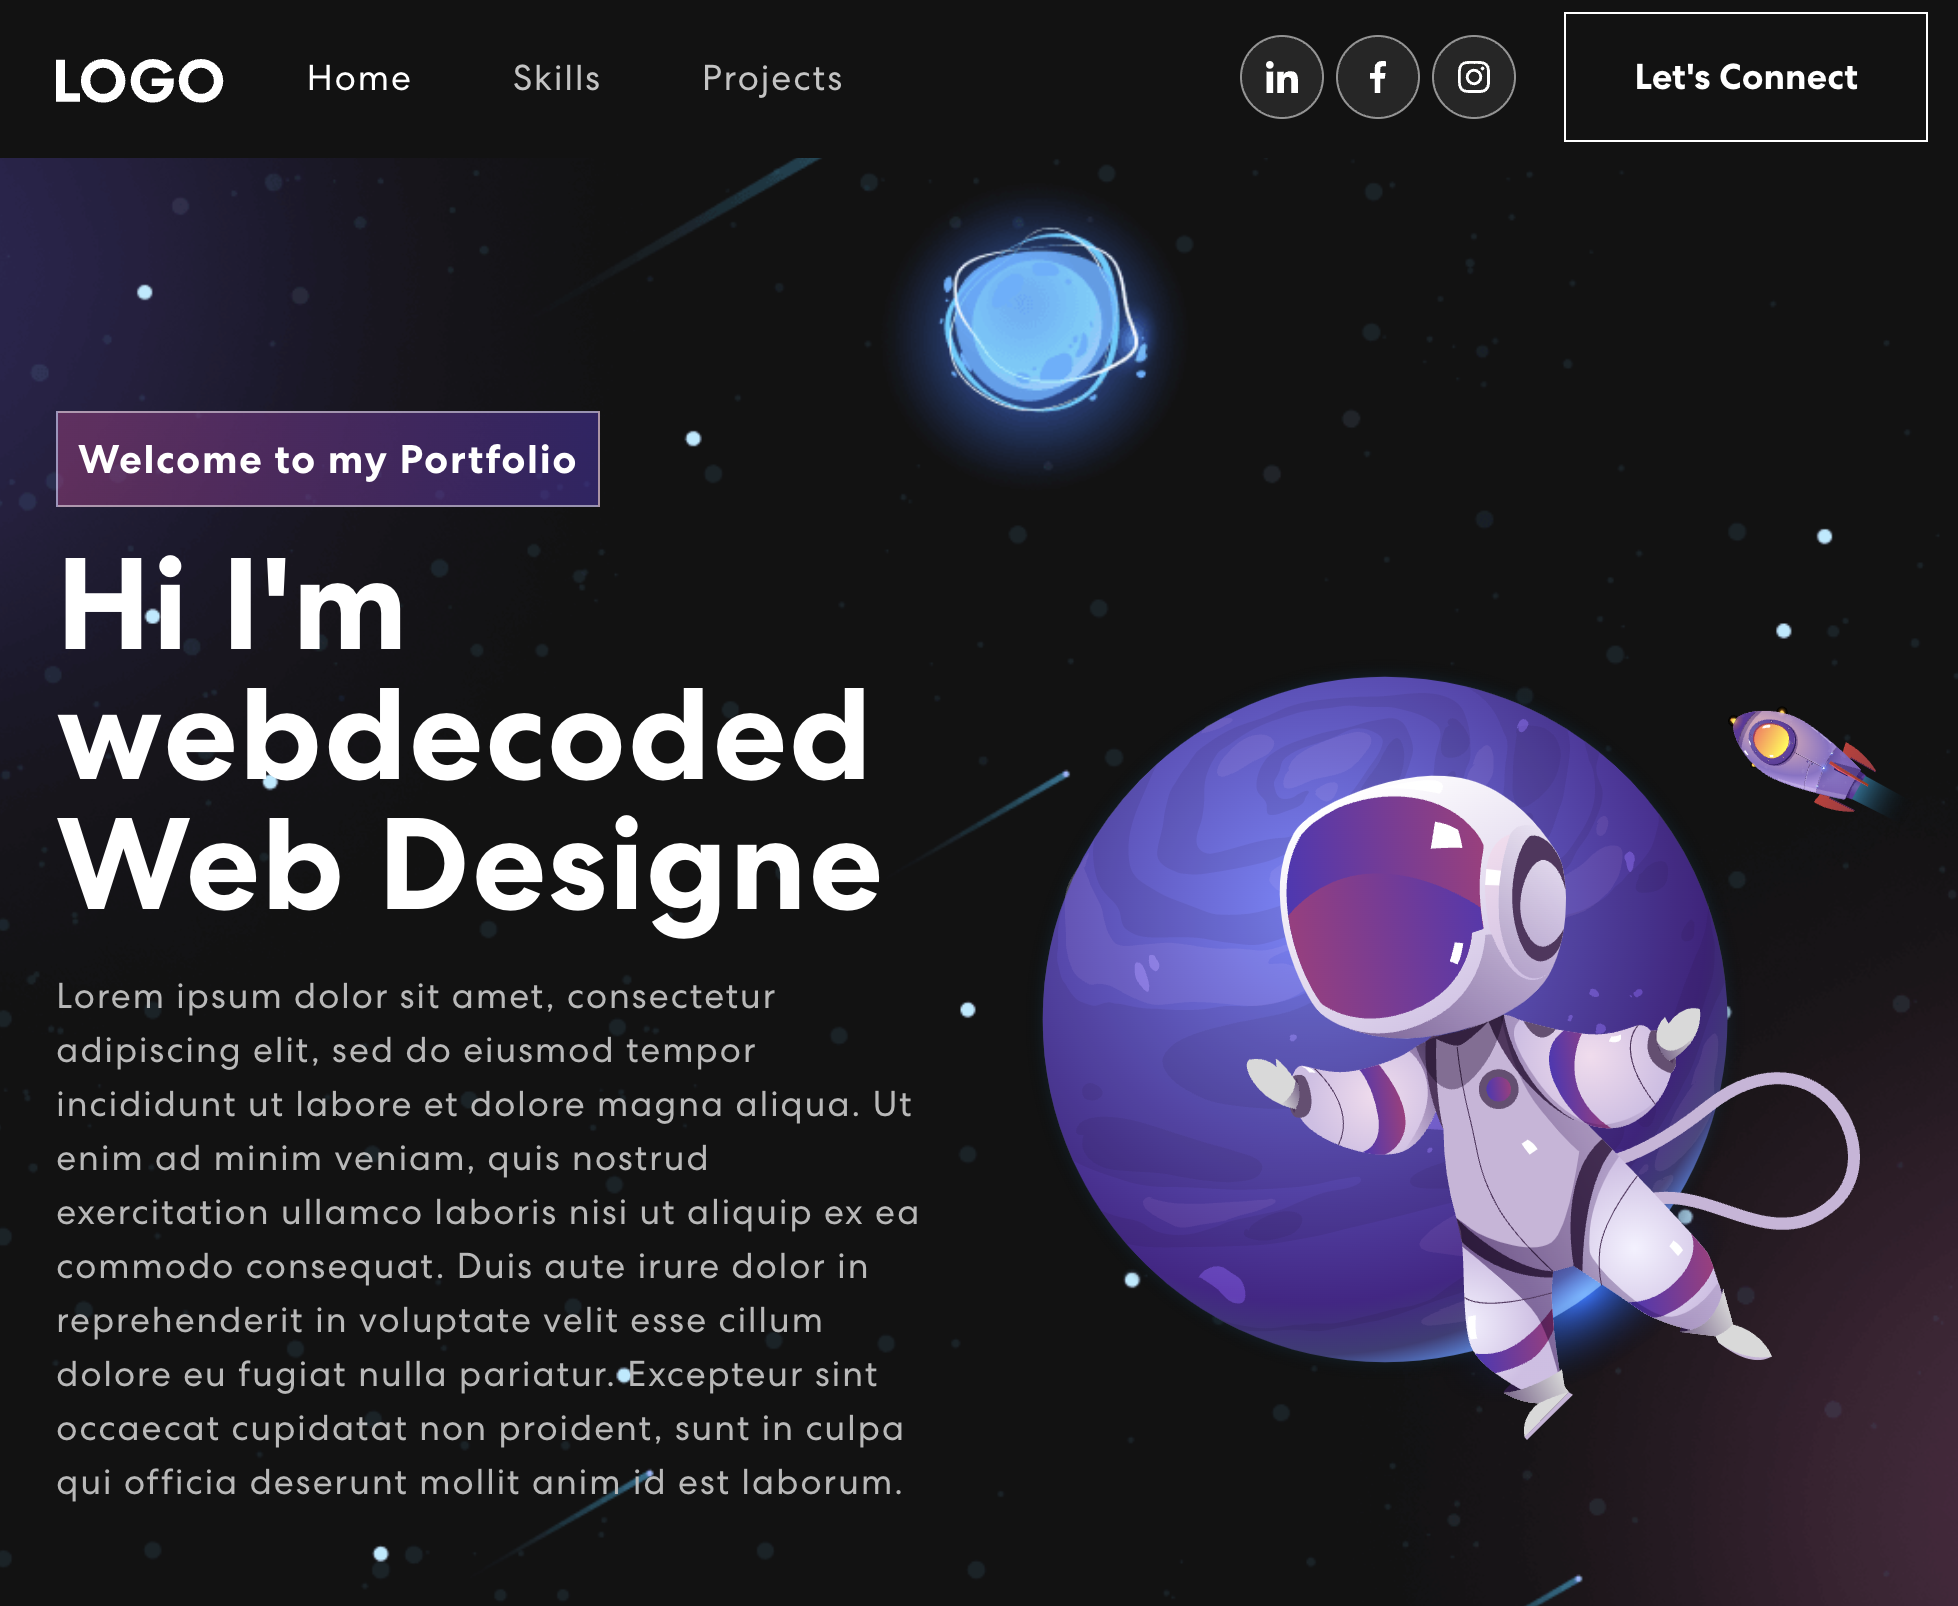 LOGO Home Skills Projects in f Let's Connect
Welcome to my Portfolio
Hi I'm
webdecoded
Web Designe
Lorem ipsum dolor sit amet, consectetur
adipiscing elit, sed do eiusmod tempor
incididunt ut labore et dolore magna aliqua. Ut
enim ad minim veniam, quis nostrud
exercitation ullamco laboris nisi ut aliquip ex ea
commodo consequat. Duis aute irure dolor in
reprehenderit in voluptate velit esse cillum
dolore eu fugiat nulla pariatur. Excepteur sint
occaecat cupidatat non proident, sunt in culpa
qui officia deserunt mollit anim id est laborum.